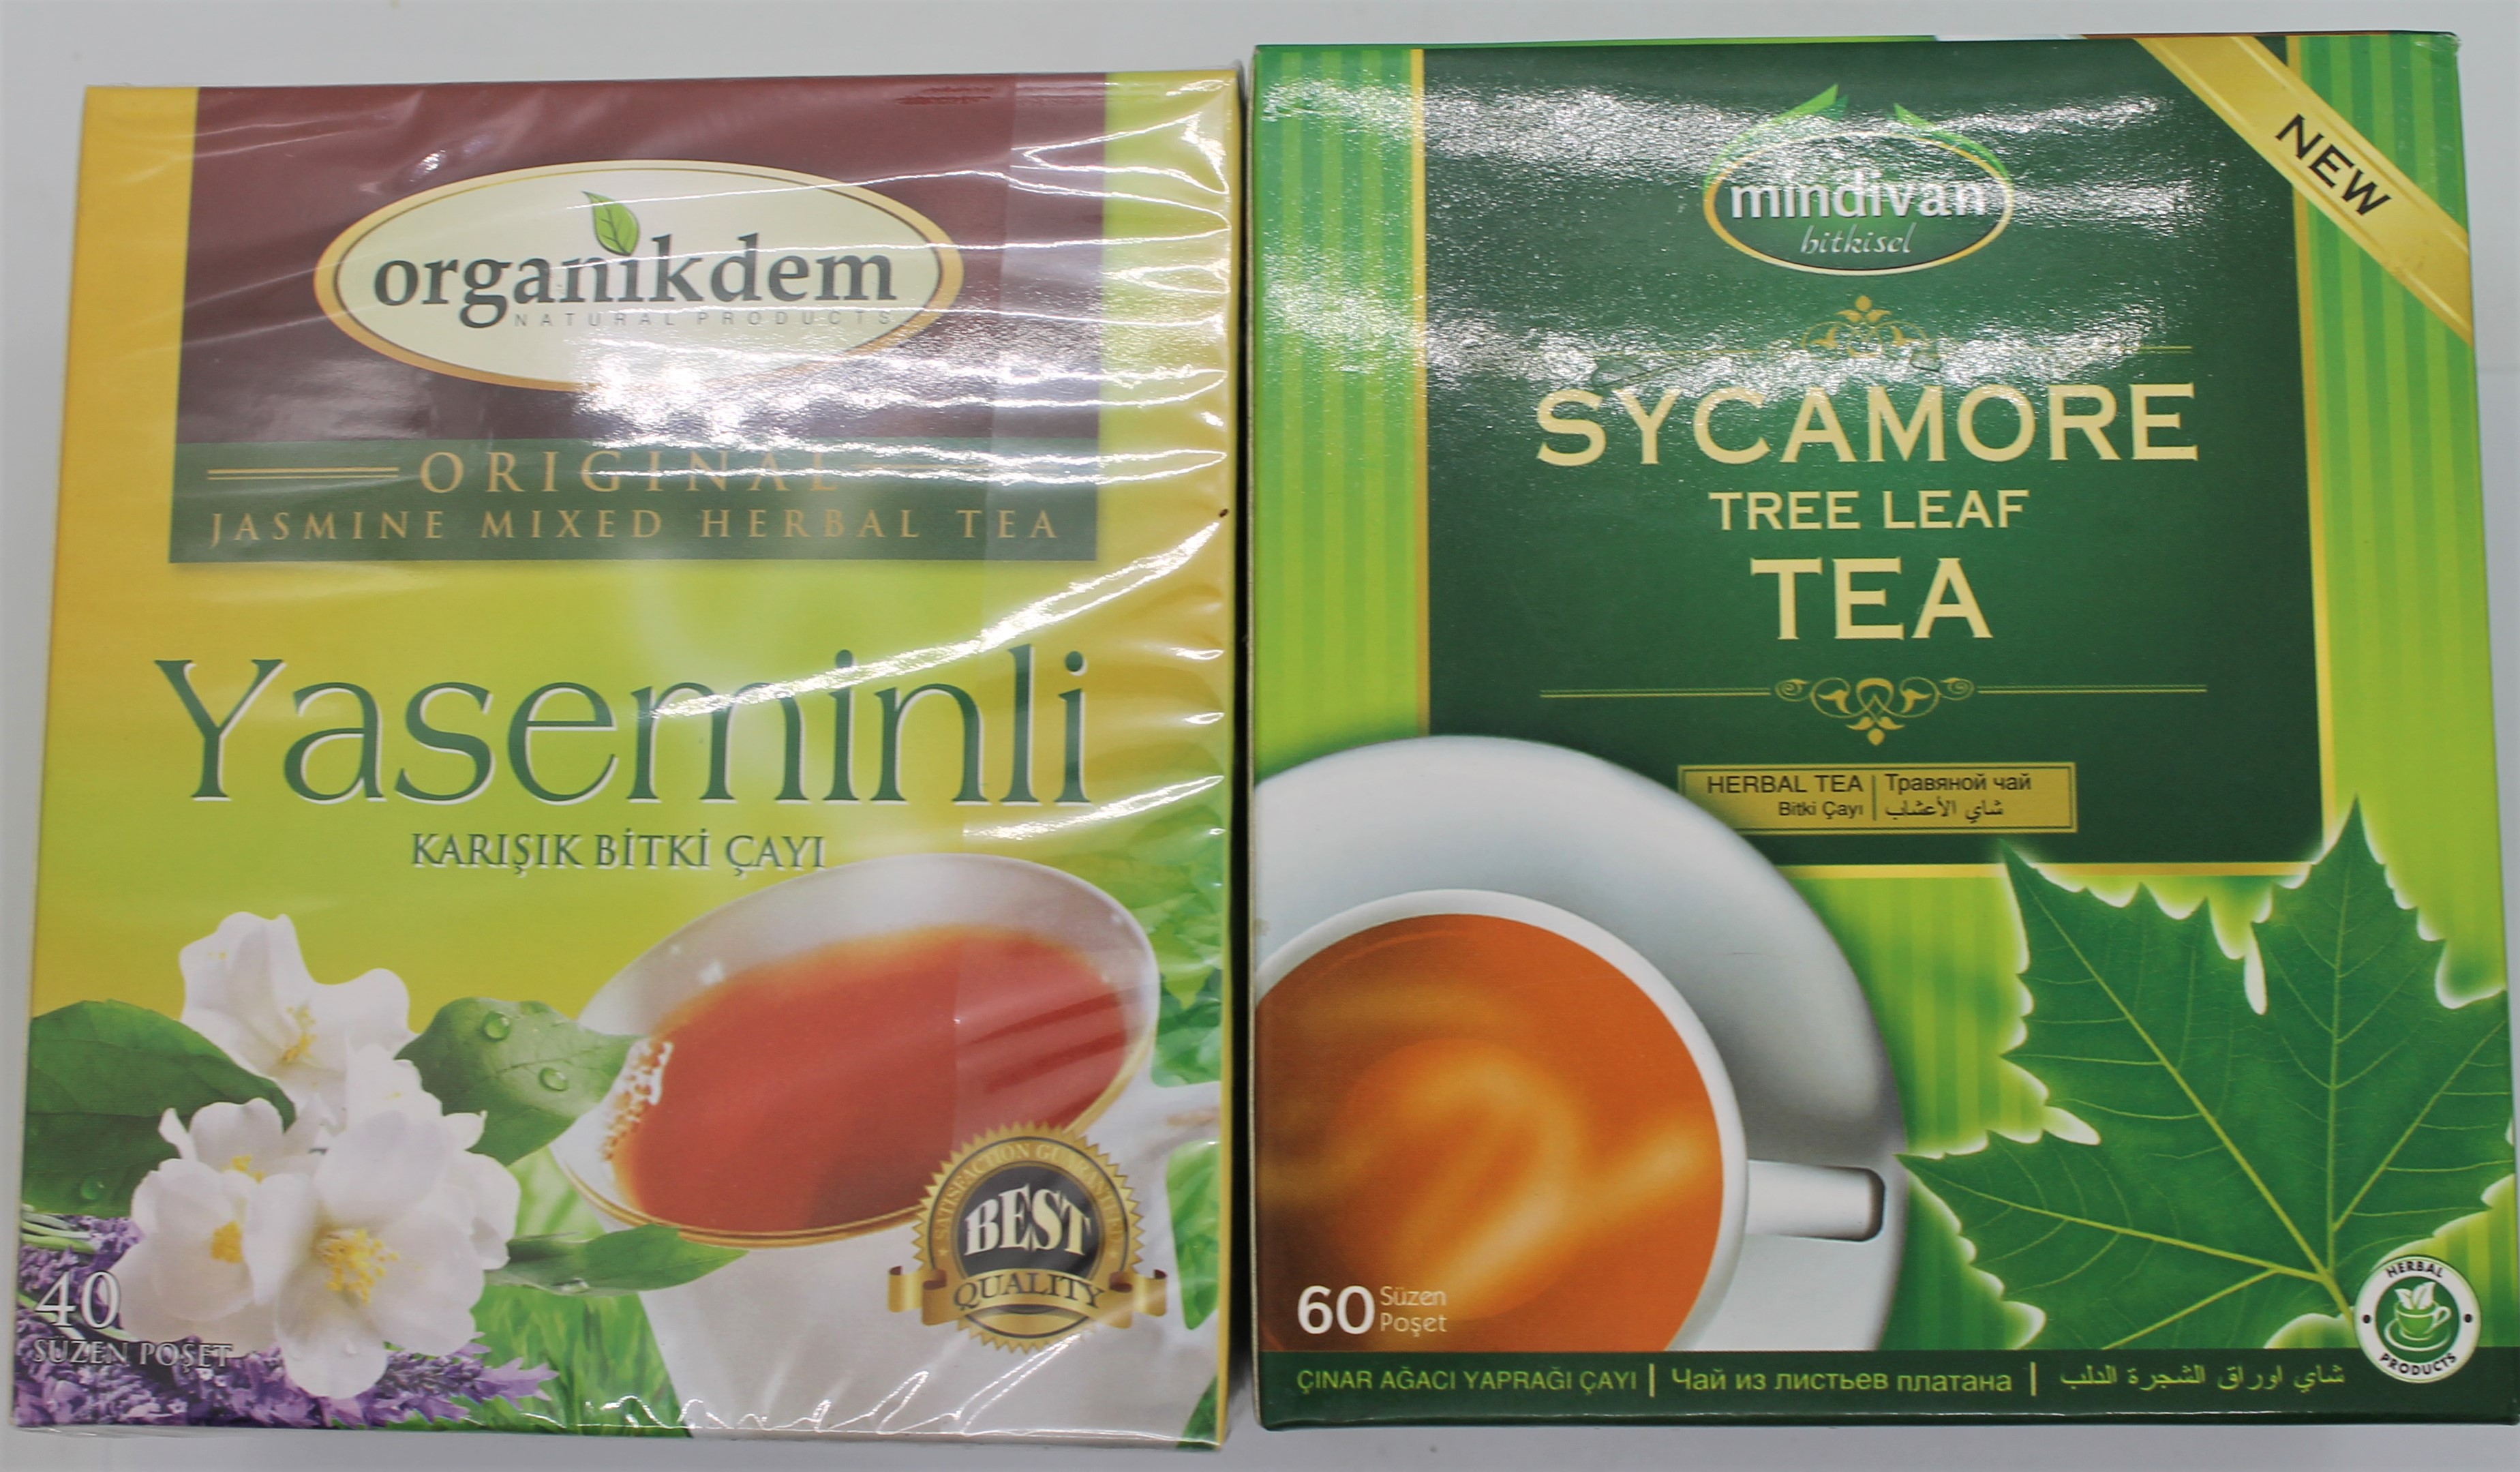 organikdem
NATURAL PRODUCTS
ORIGINAL
JASMINE MIXED HERBAL TEA
Yaseminli
KARIŞIK BİTKİ ÇAYI
SATISFACTION GUARANTEED
BEST
QUALITY
40
SÜZEN POŞET
NEW
mindivan
bitkisel
SYCAMORE
TREE LEAF
TEA
HERBAL TEA | Травяной чай
Bitki Çayı | شاي الأعشاب
60 Süzen
Poşet
HERBAL
PRODUCTS
ÇINAR AĞACI YAPRAĞI ÇAYI | Чай из листьев платана | شاي اوراق الشجرة الدلب